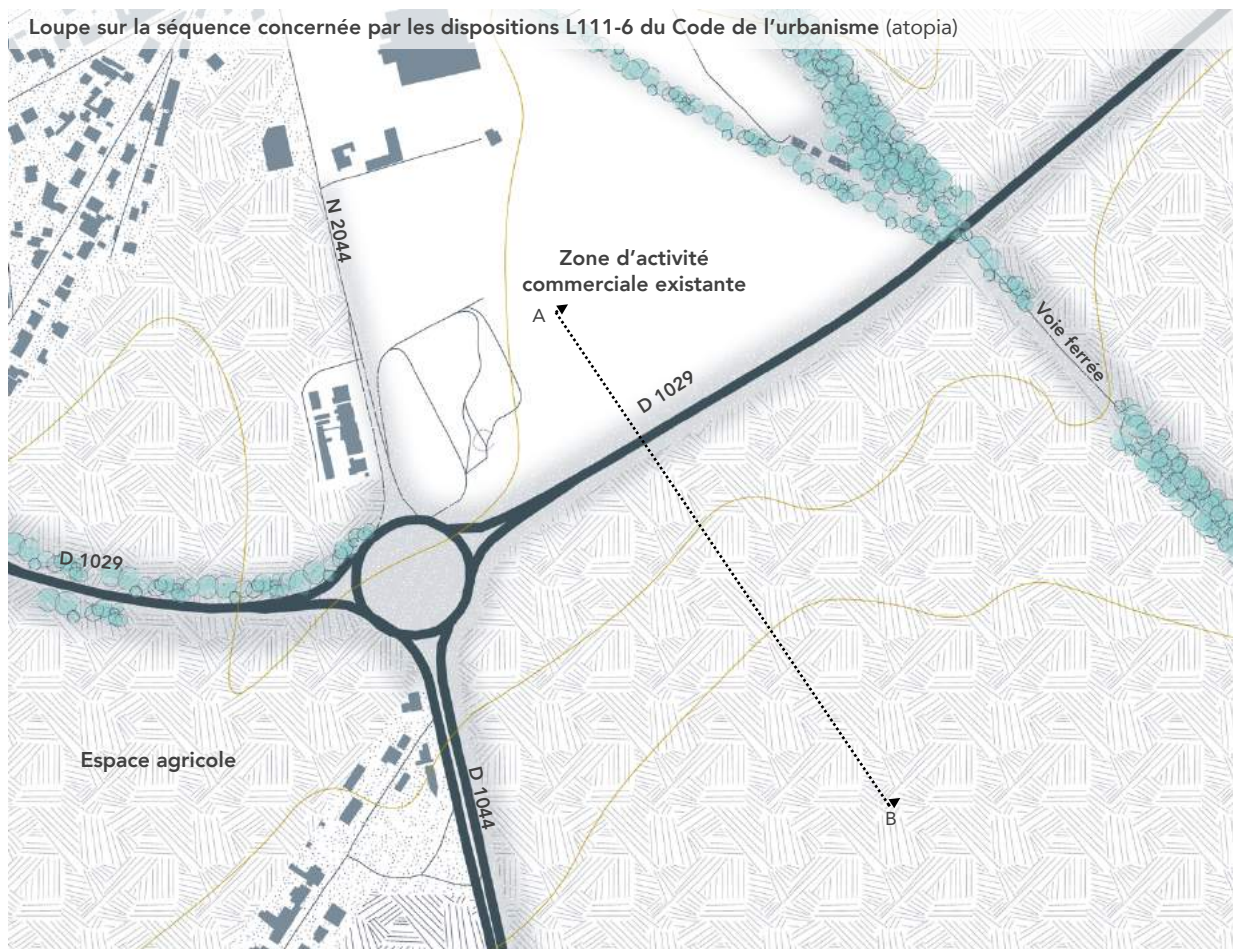 Loupe sur la séquence concernée par les dispositions L111-6 du Code de l'urbanisme (atopia)
N 2044
Zone d'activité
commerciale existante
A
Voie ferrée
D 1029
D 1029
Espace agricole
D 1044
B